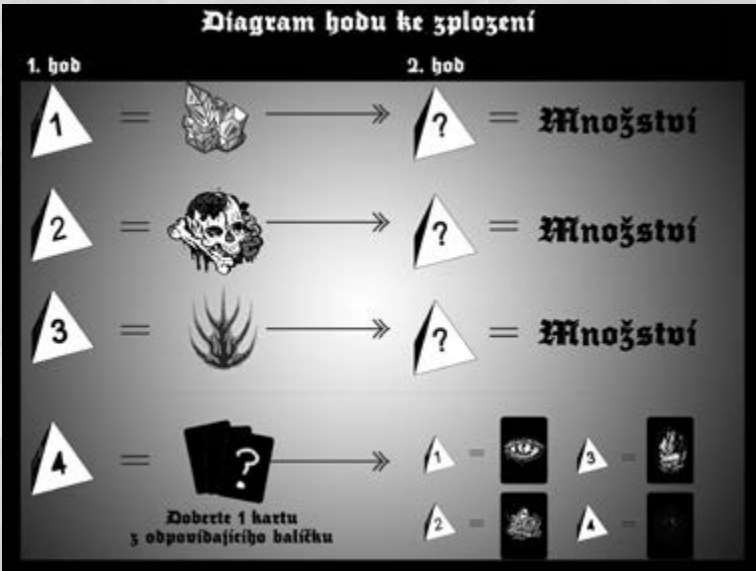 Diagram hodu ke zplození
1. hod
2. hod
1 = ? = Množství
2 = ? = Množství
3 = ? = Množství
4 = ?
1 = 3 =
2 = 4 =
Doberte 1 kartu
z odpovídajícího balíčku